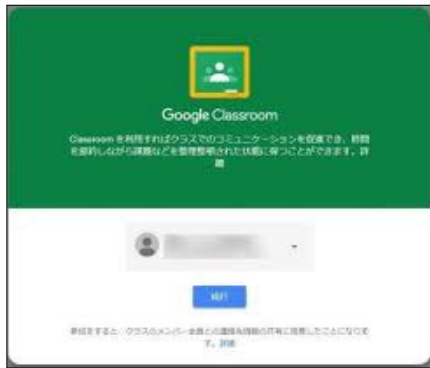 Google Classroom
Classroom を利用すればクラスでのコミュニケーションを促進でき、時間
を節約しながら課題などを整理整頓された状態に保つことができます。詳
細
続行
参加をすると、クラスのメンバー全員との連絡先情報の共有に同意したことになりま
す。詳細